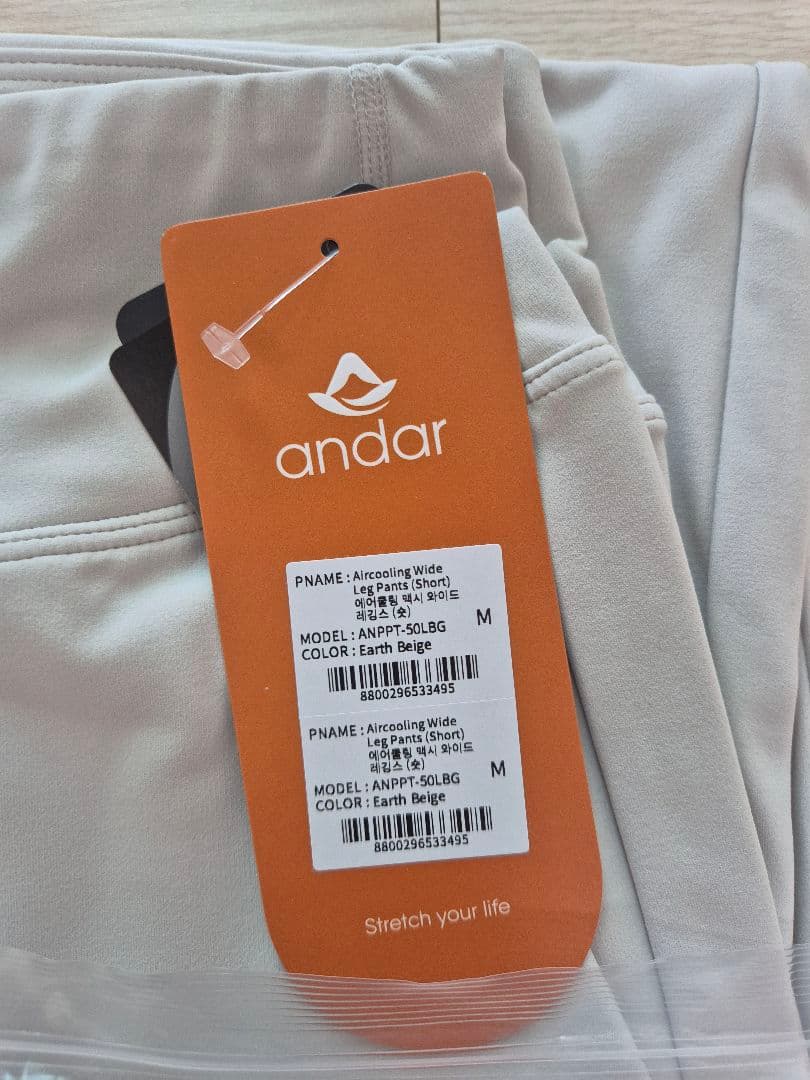 andar
PNAME : Aircooling Wide
Leg Pants (Short)
에어쿨링 맥시 와이드
레깅스 (숏)
M
MODEL : ANPPT-50LBG
COLOR : Earth Beige
8800296533495
PNAME : Aircooling Wide
Leg Pants (Short)
에어쿨링 맥시 와이드
레깅스 (숏)
M
MODEL : ANPPT-50LBG
COLOR : Earth Beige
8800296533495
Stretch your life